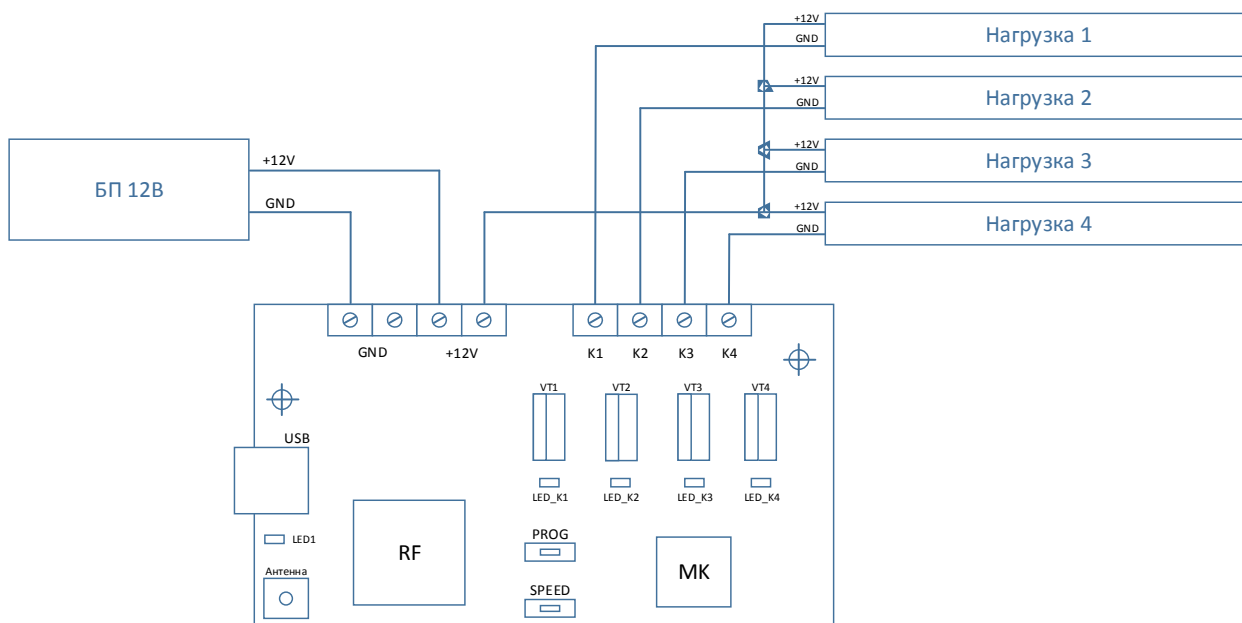 +12V
GND
Нагрузка 1
+12V
GND
Нагрузка 2
+12V
GND
Нагрузка 3
+12V
GND
Нагрузка 4
БП 12В
+12V
GND
GND
+12V
K1
K2
K3
K4
VT1
VT2
VT3
VT4
USB
LED_K1
LED_K2
LED_K3
LED_K4
LED1
RF
PROG
МК
Антенна
SPEED